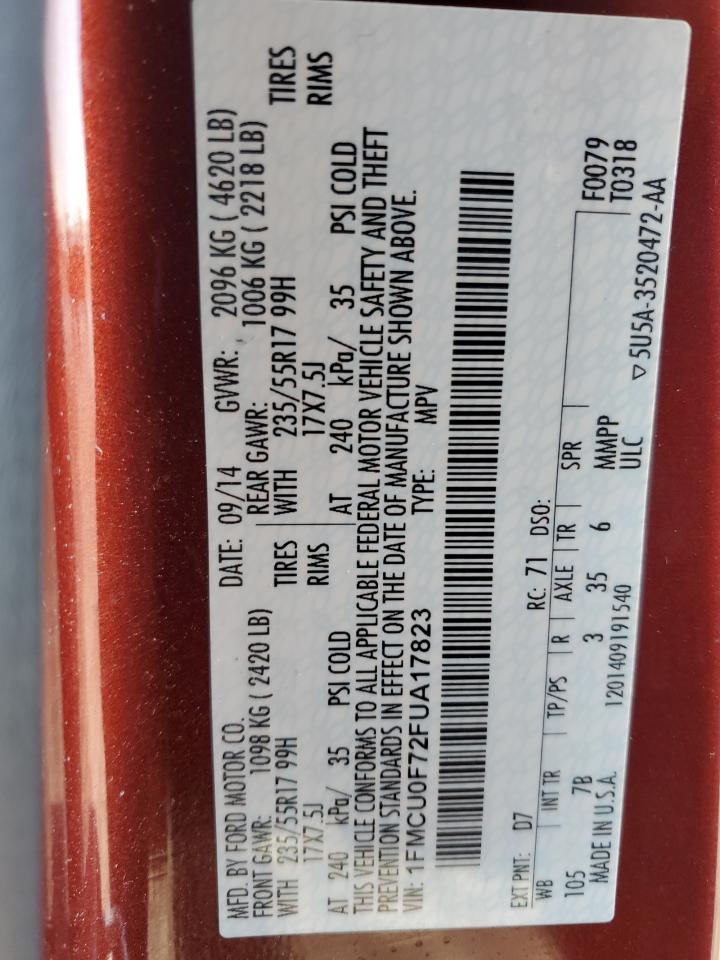 MFD. BY FORD MOTOR CO. DATE: 09/14 GVWR: 2096 KG ( 4620 LB)
FRONT GAWR: 1098 KG ( 2420 LB) REAR GAWR: 1006 KG ( 2218 LB)
WITH 235/55R17 99H TIRES WITH 235/55R17 99H TIRES
17X7.5J RIMS 17X7.5J RIMS
AT 240 kPa/ 35 PSI COLD AT 240 kPa/ 35 PSI COLD
THIS VEHICLE CONFORMS TO ALL APPLICABLE FEDERAL MOTOR VEHICLE SAFETY AND THEFT
PREVENTION STANDARDS IN EFFECT ON THE DATE OF MANUFACTURE SHOWN ABOVE.
VIN: 1FMCU0F72FUA17823 TYPE: MPV
EXT PNT: D7 RC: 71 DSO:
WB INT TR TP/PS R AXLE TR SPR F0079
105 7B 3 35 6 MMPP T0318
MADE IN U.S.A. 1201409191540 ULC ▽5U5A-3520472-AA